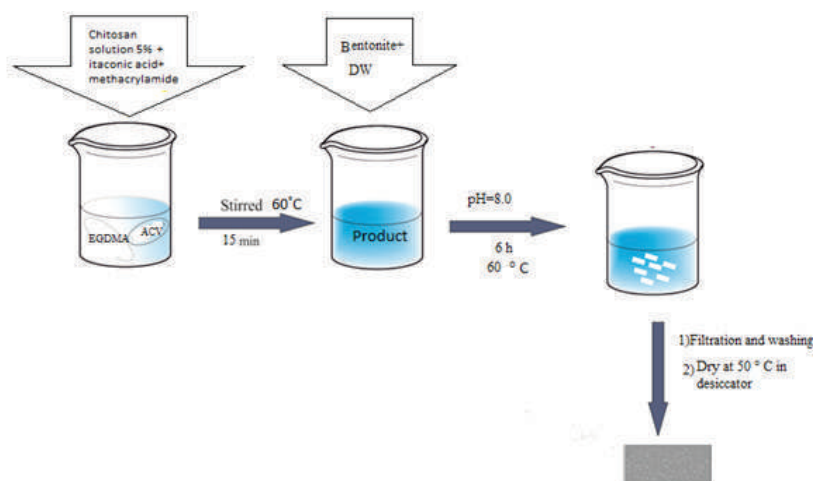 Chitosan
solution 5% +
itaconic acid+
methacrylamide
Bentonite+
DW
EGDMA
ACV
Stirred 60°C
15 min
Product
pH=8.0
6 h
60 ° C
1)Filtration and washing
2)Dry at 50 ° C in
desiccator